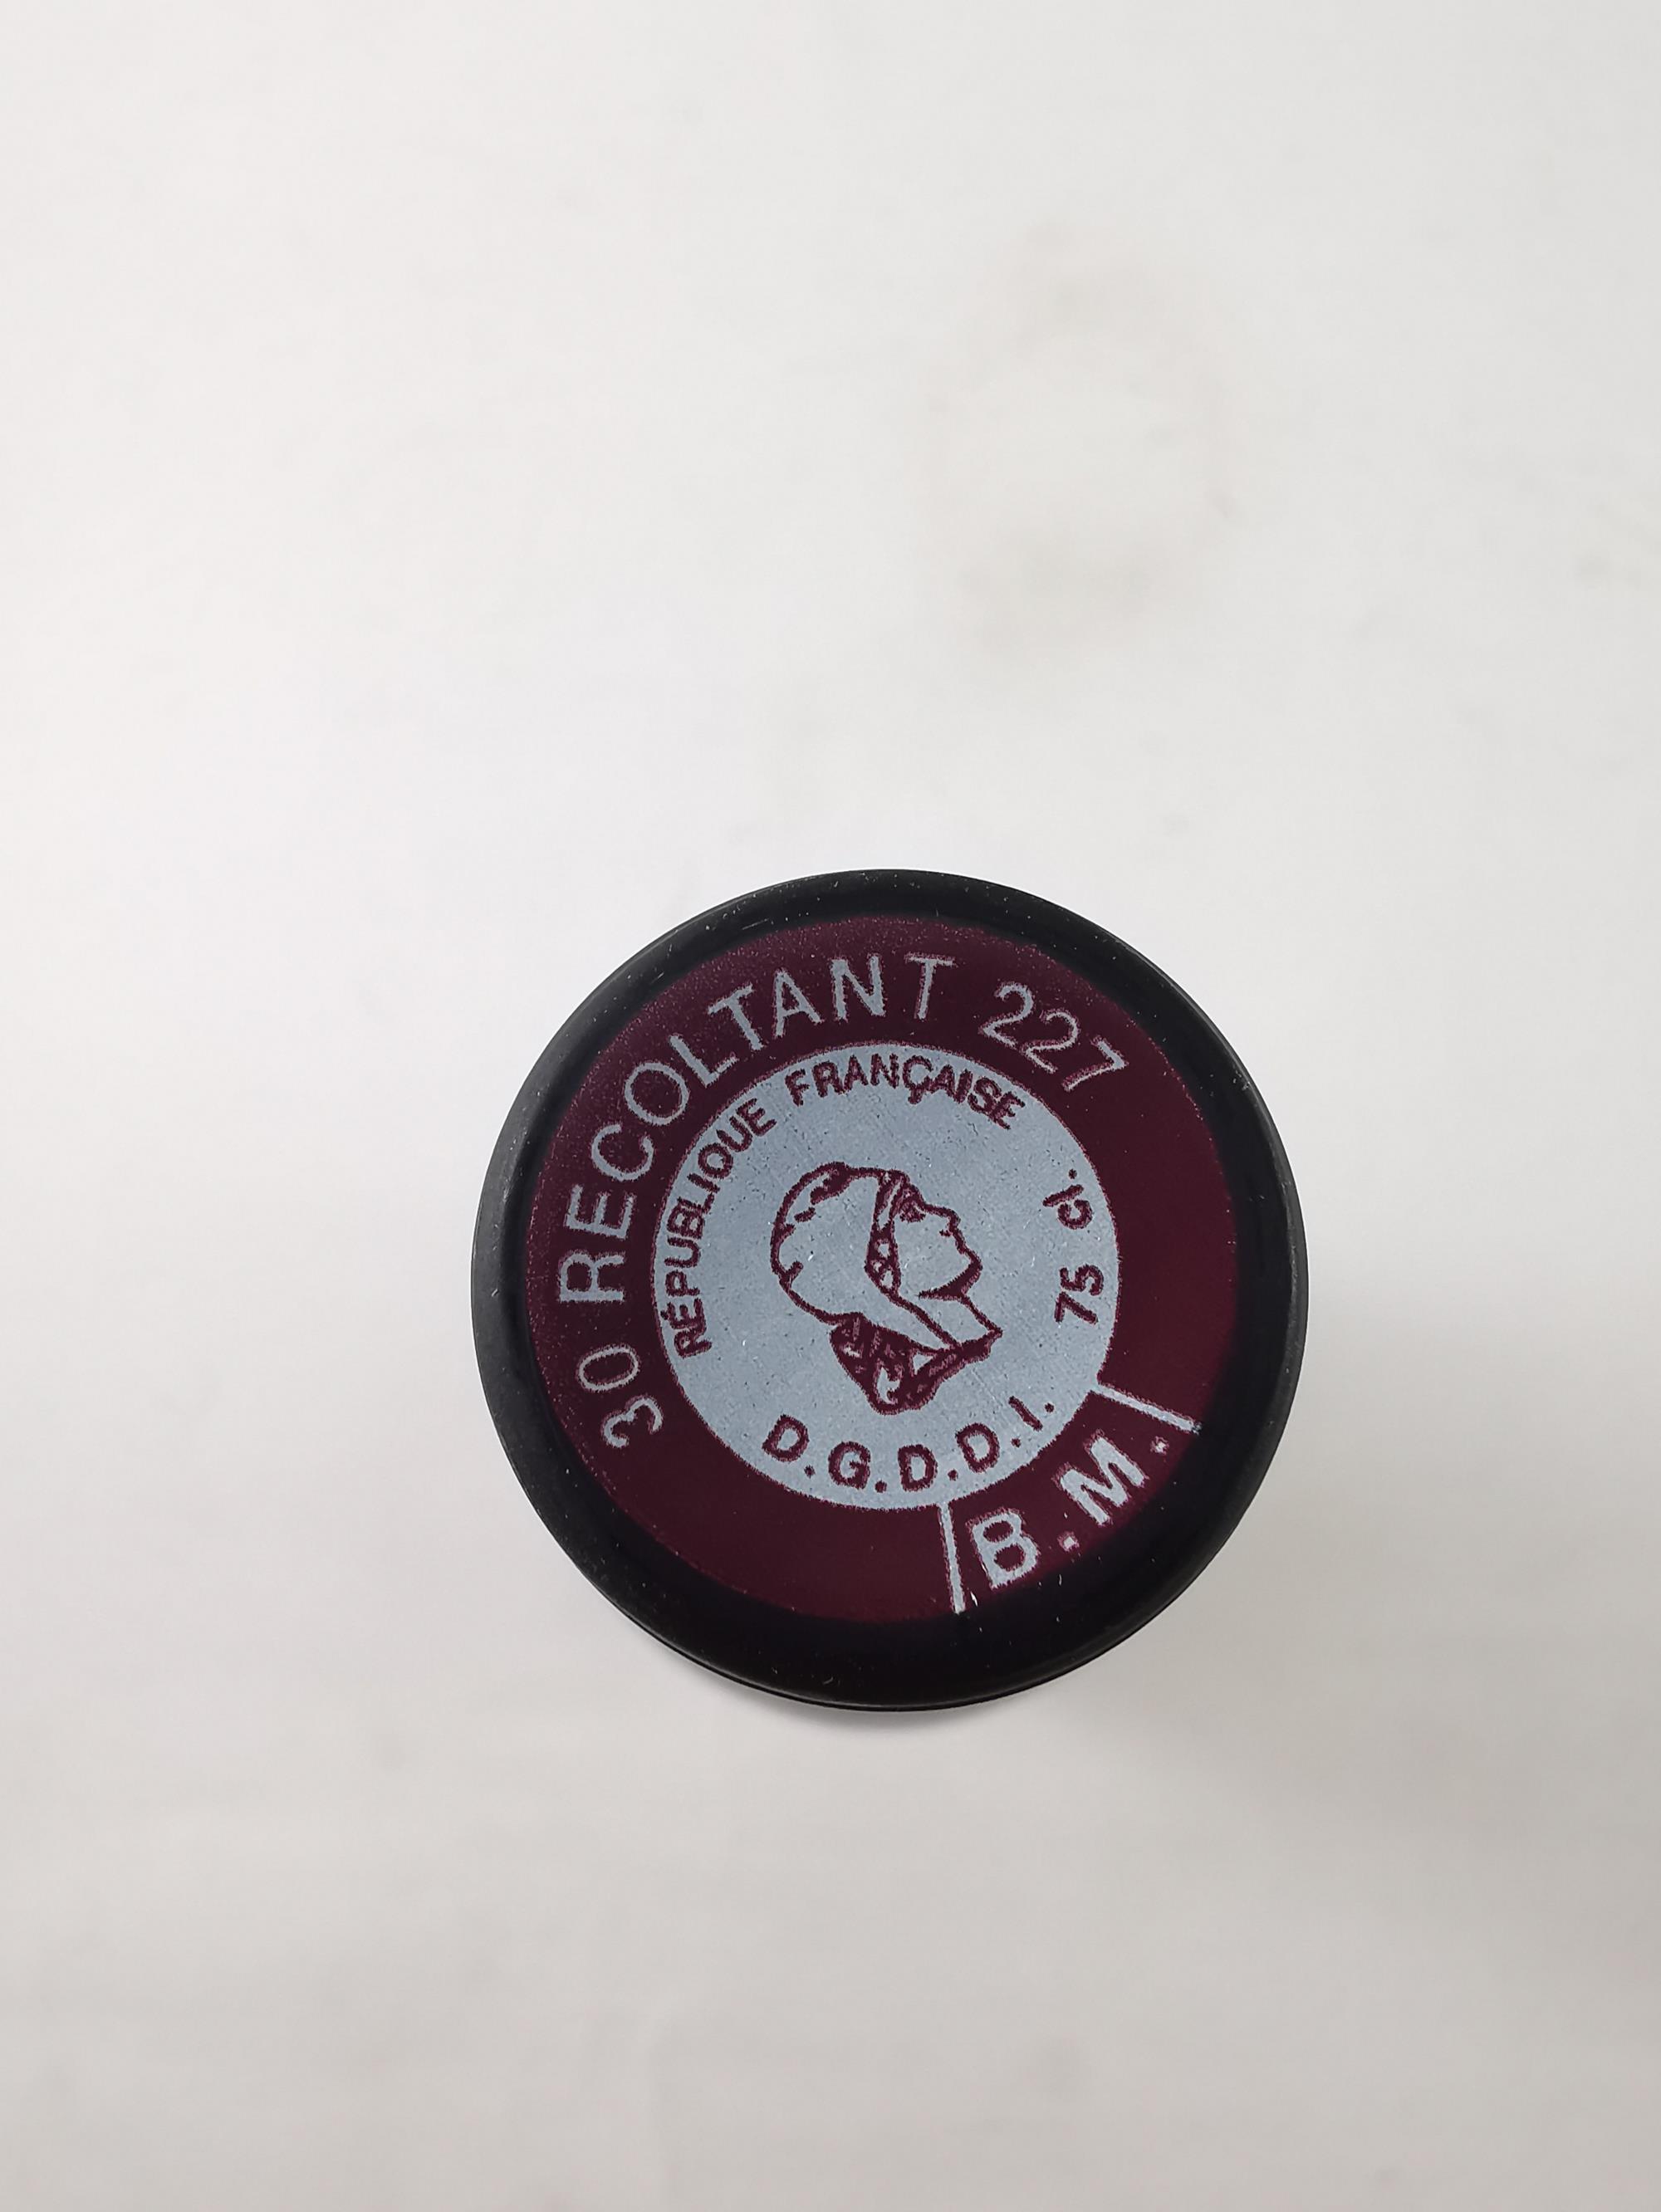 30 RECOLTANT 227
RÉPUBLIQUE FRANÇAISE
75 cl.
D.G.D.D.I.
B.M.